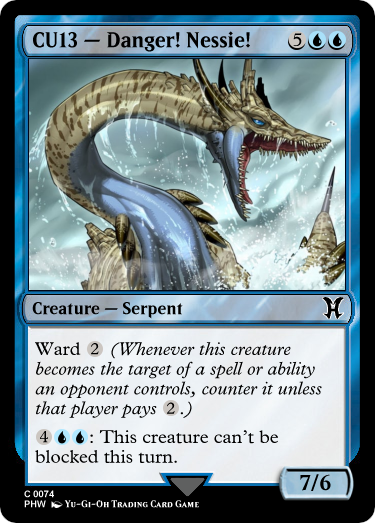 CU13 — Danger! Nessie! 5
Creature — Serpent
Ward 2 (Whenever this creature
becomes the target of a spell or ability
an opponent controls, counter it unless
that player pays 2.)
4: This creature can't be
blocked this turn.
7/6
C 0074
PHW Yu-Gi-Oh Trading Card Game